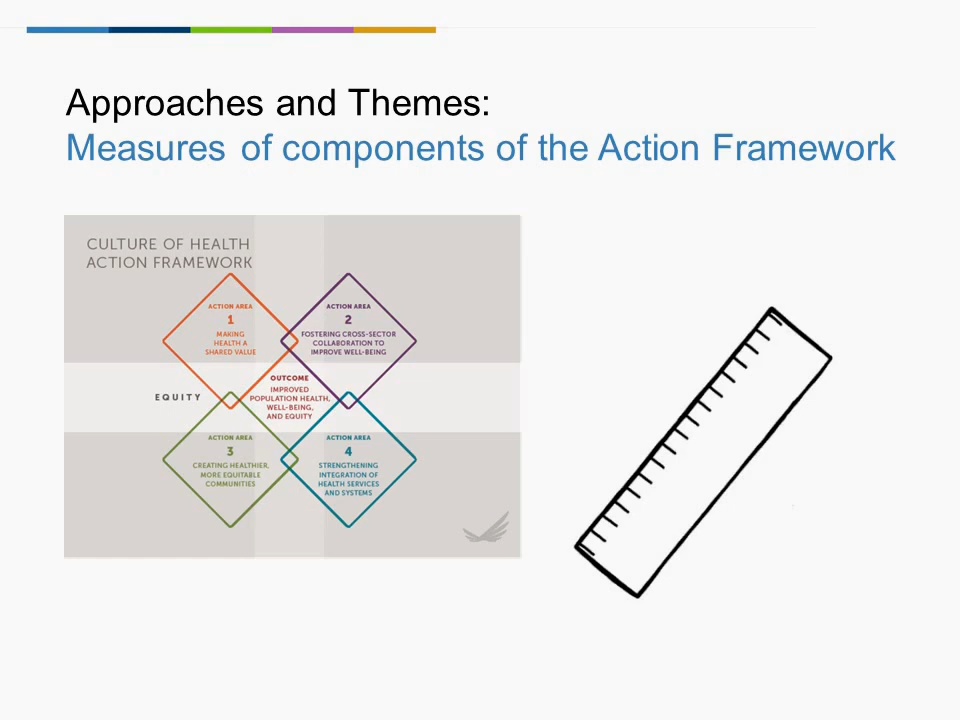 Approaches and Themes:
Measures of components of the Action Framework
CULTURE OF HEALTH
ACTION FRAMEWORK
ACTION AREA
1
MAKING
HEALTH A
SHARED VALUE
ACTION AREA
2
FOSTERING CROSS-SECTOR
COLLABORATION TO
IMPROVE WELL-BEING
EQUITY
OUTCOME
IMPROVED
POPULATION HEALTH,
WELL-BEING,
AND EQUITY
ACTION AREA
3
CREATING HEALTHIER,
MORE EQUITABLE
COMMUNITIES
ACTION AREA
4
STRENGTHENING
INTEGRATION OF
HEALTH SERVICES
AND SYSTEMS